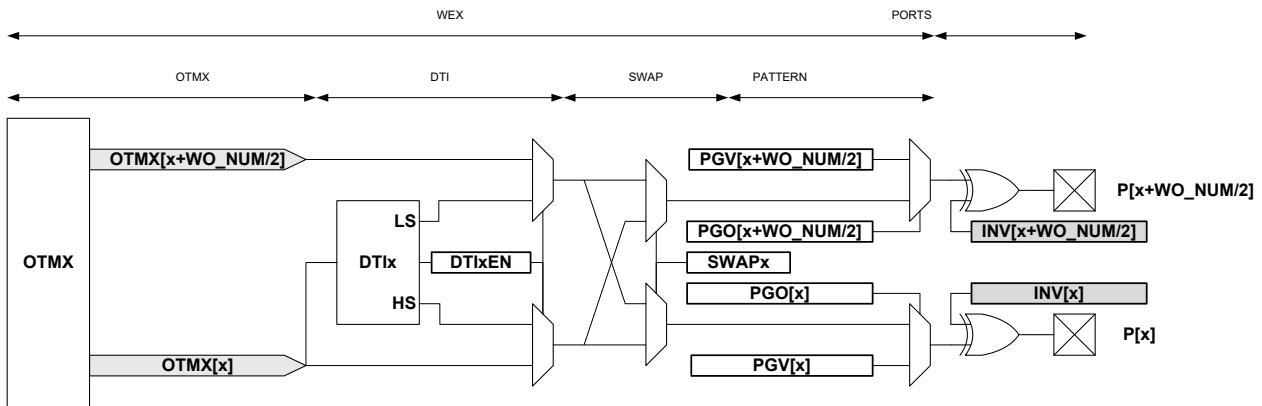 WEX PORTS
OTMX DTI SWAP PATTERN
OTMX[x+WO_NUM/2] PGV[x+WO_NUM/2]
P[x+WO_NUM/2]
LS
PGO[x+WO_NUM/2] INV[x+WO_NUM/2]
OTMX DTIx DTIxEN SWAPx
HS PGO[x] INV[x]
P[x]
OTMX[x] PGV[x]